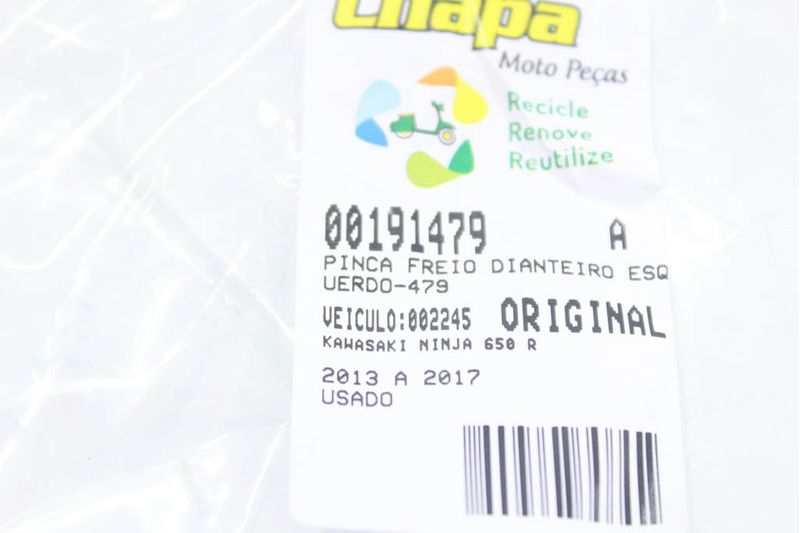 Chapa
Moto Peças
Recicle
Renove
Reutilize
00191479 A
PINCA FREIO DIANTEIRO ESQ
UERDO-479
VEICULO:002245 ORIGINAL
KAWASAKI NINJA 650 R
2013 A 2017
USADO